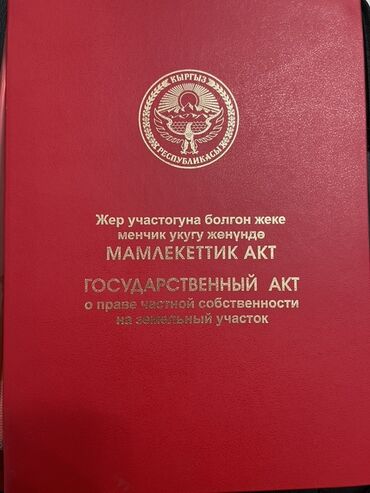 КЫРГЫЗ
РЕСПУБЛИКАСЫ
Жер участогуна болгон жеке
менчик укугу жөнүндө
МАМЛЕКЕТТИК АКТ
ГОСУДАРСТВЕННЫЙ АКТ
о праве частной собственности
на земельный участок